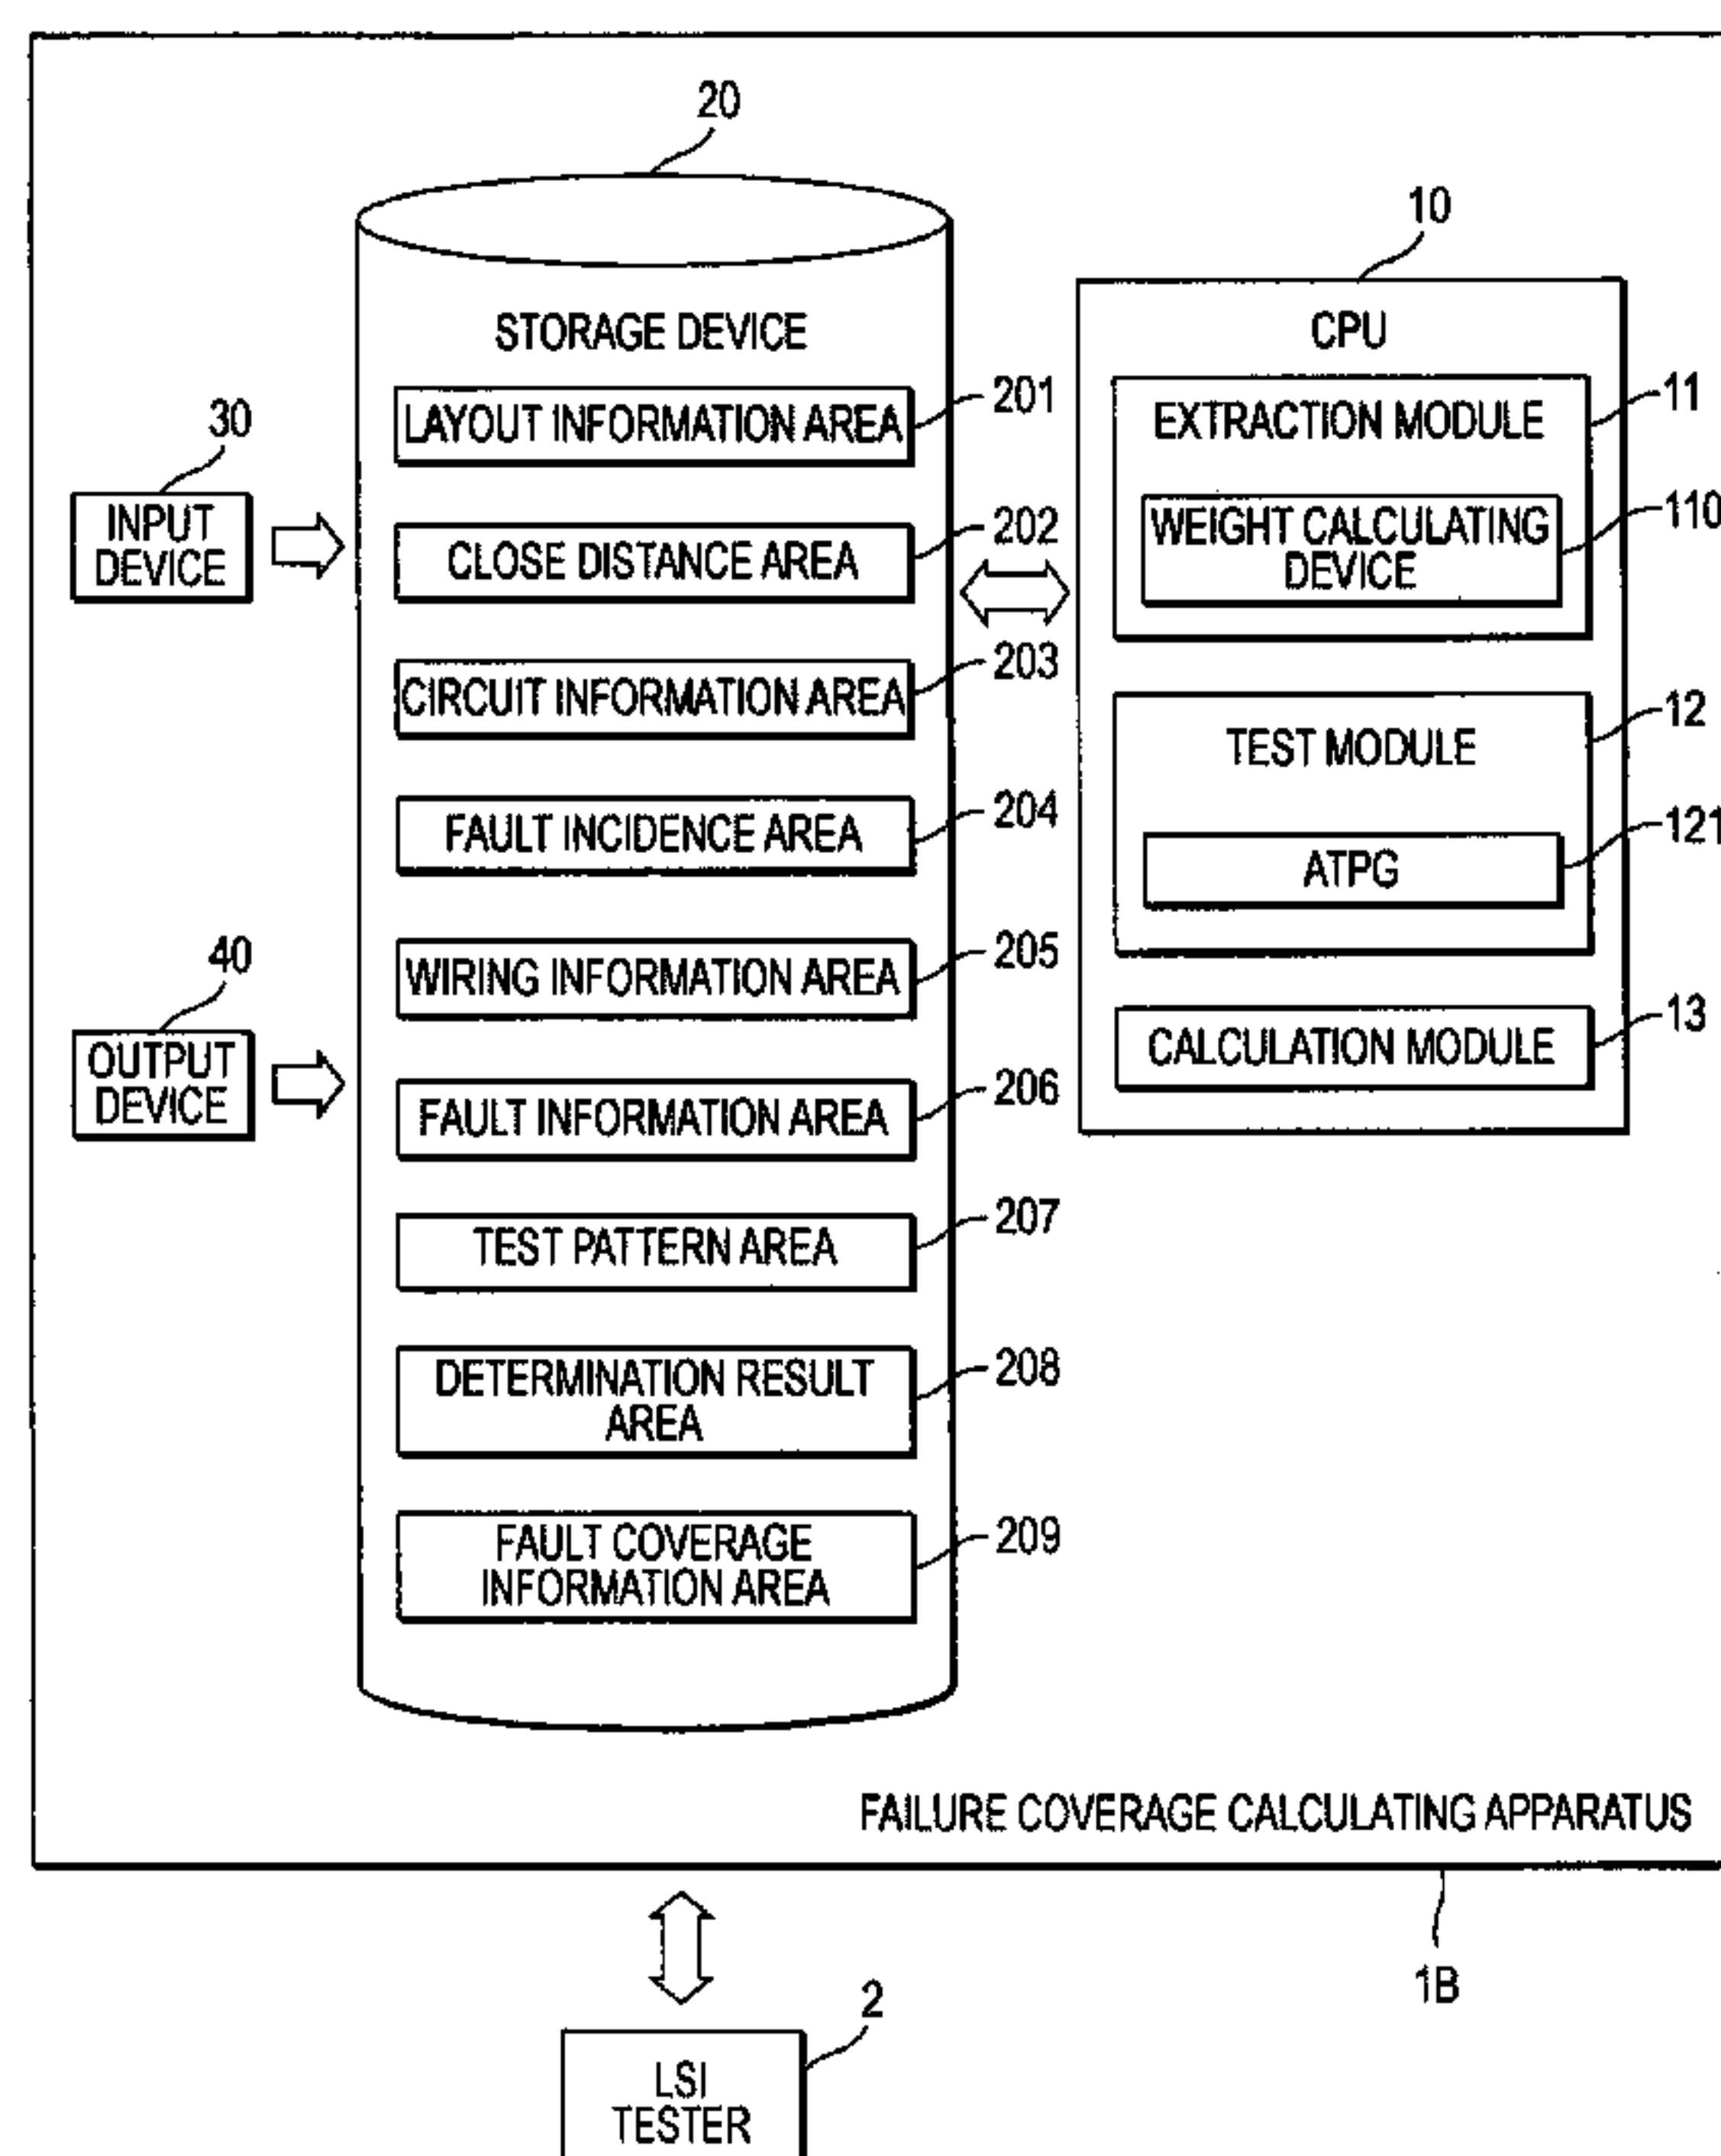 20
10
STORAGE DEVICE
CPU
LAYOUT INFORMATION AREA
201
EXTRACTION MODULE
11
30
INPUT
DEVICE
CLOSE DISTANCE AREA
202
WEIGHT CALCULATING
DEVICE
110
CIRCUIT INFORMATION AREA
203
TEST MODULE
12
FAULT INCIDENCE AREA
204
ATPG
121
40
WIRING INFORMATION AREA
205
CALCULATION MODULE
13
OUTPUT
DEVICE
FAULT INFORMATION AREA
206
TEST PATTERN AREA
207
DETERMINATION RESULT
AREA
208
FAULT COVERAGE
INFORMATION AREA
209
FAILURE COVERAGE CALCULATING APPARATUS
1B
2
LSI
TESTER